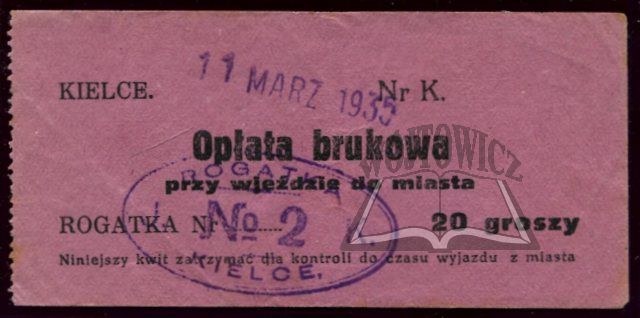 11 MARZ 1935
KIELCE. Nr K.
Opłata brukowa
przy wjeździe do miasta
ROGATKA Nr ...... 20 groszy
ROGATKA
№ 2
KIELCE.
Niniejszy kwit zatrzymać dla kontroli do czasu wyjazdu z miasta
WÓJTOWICZ